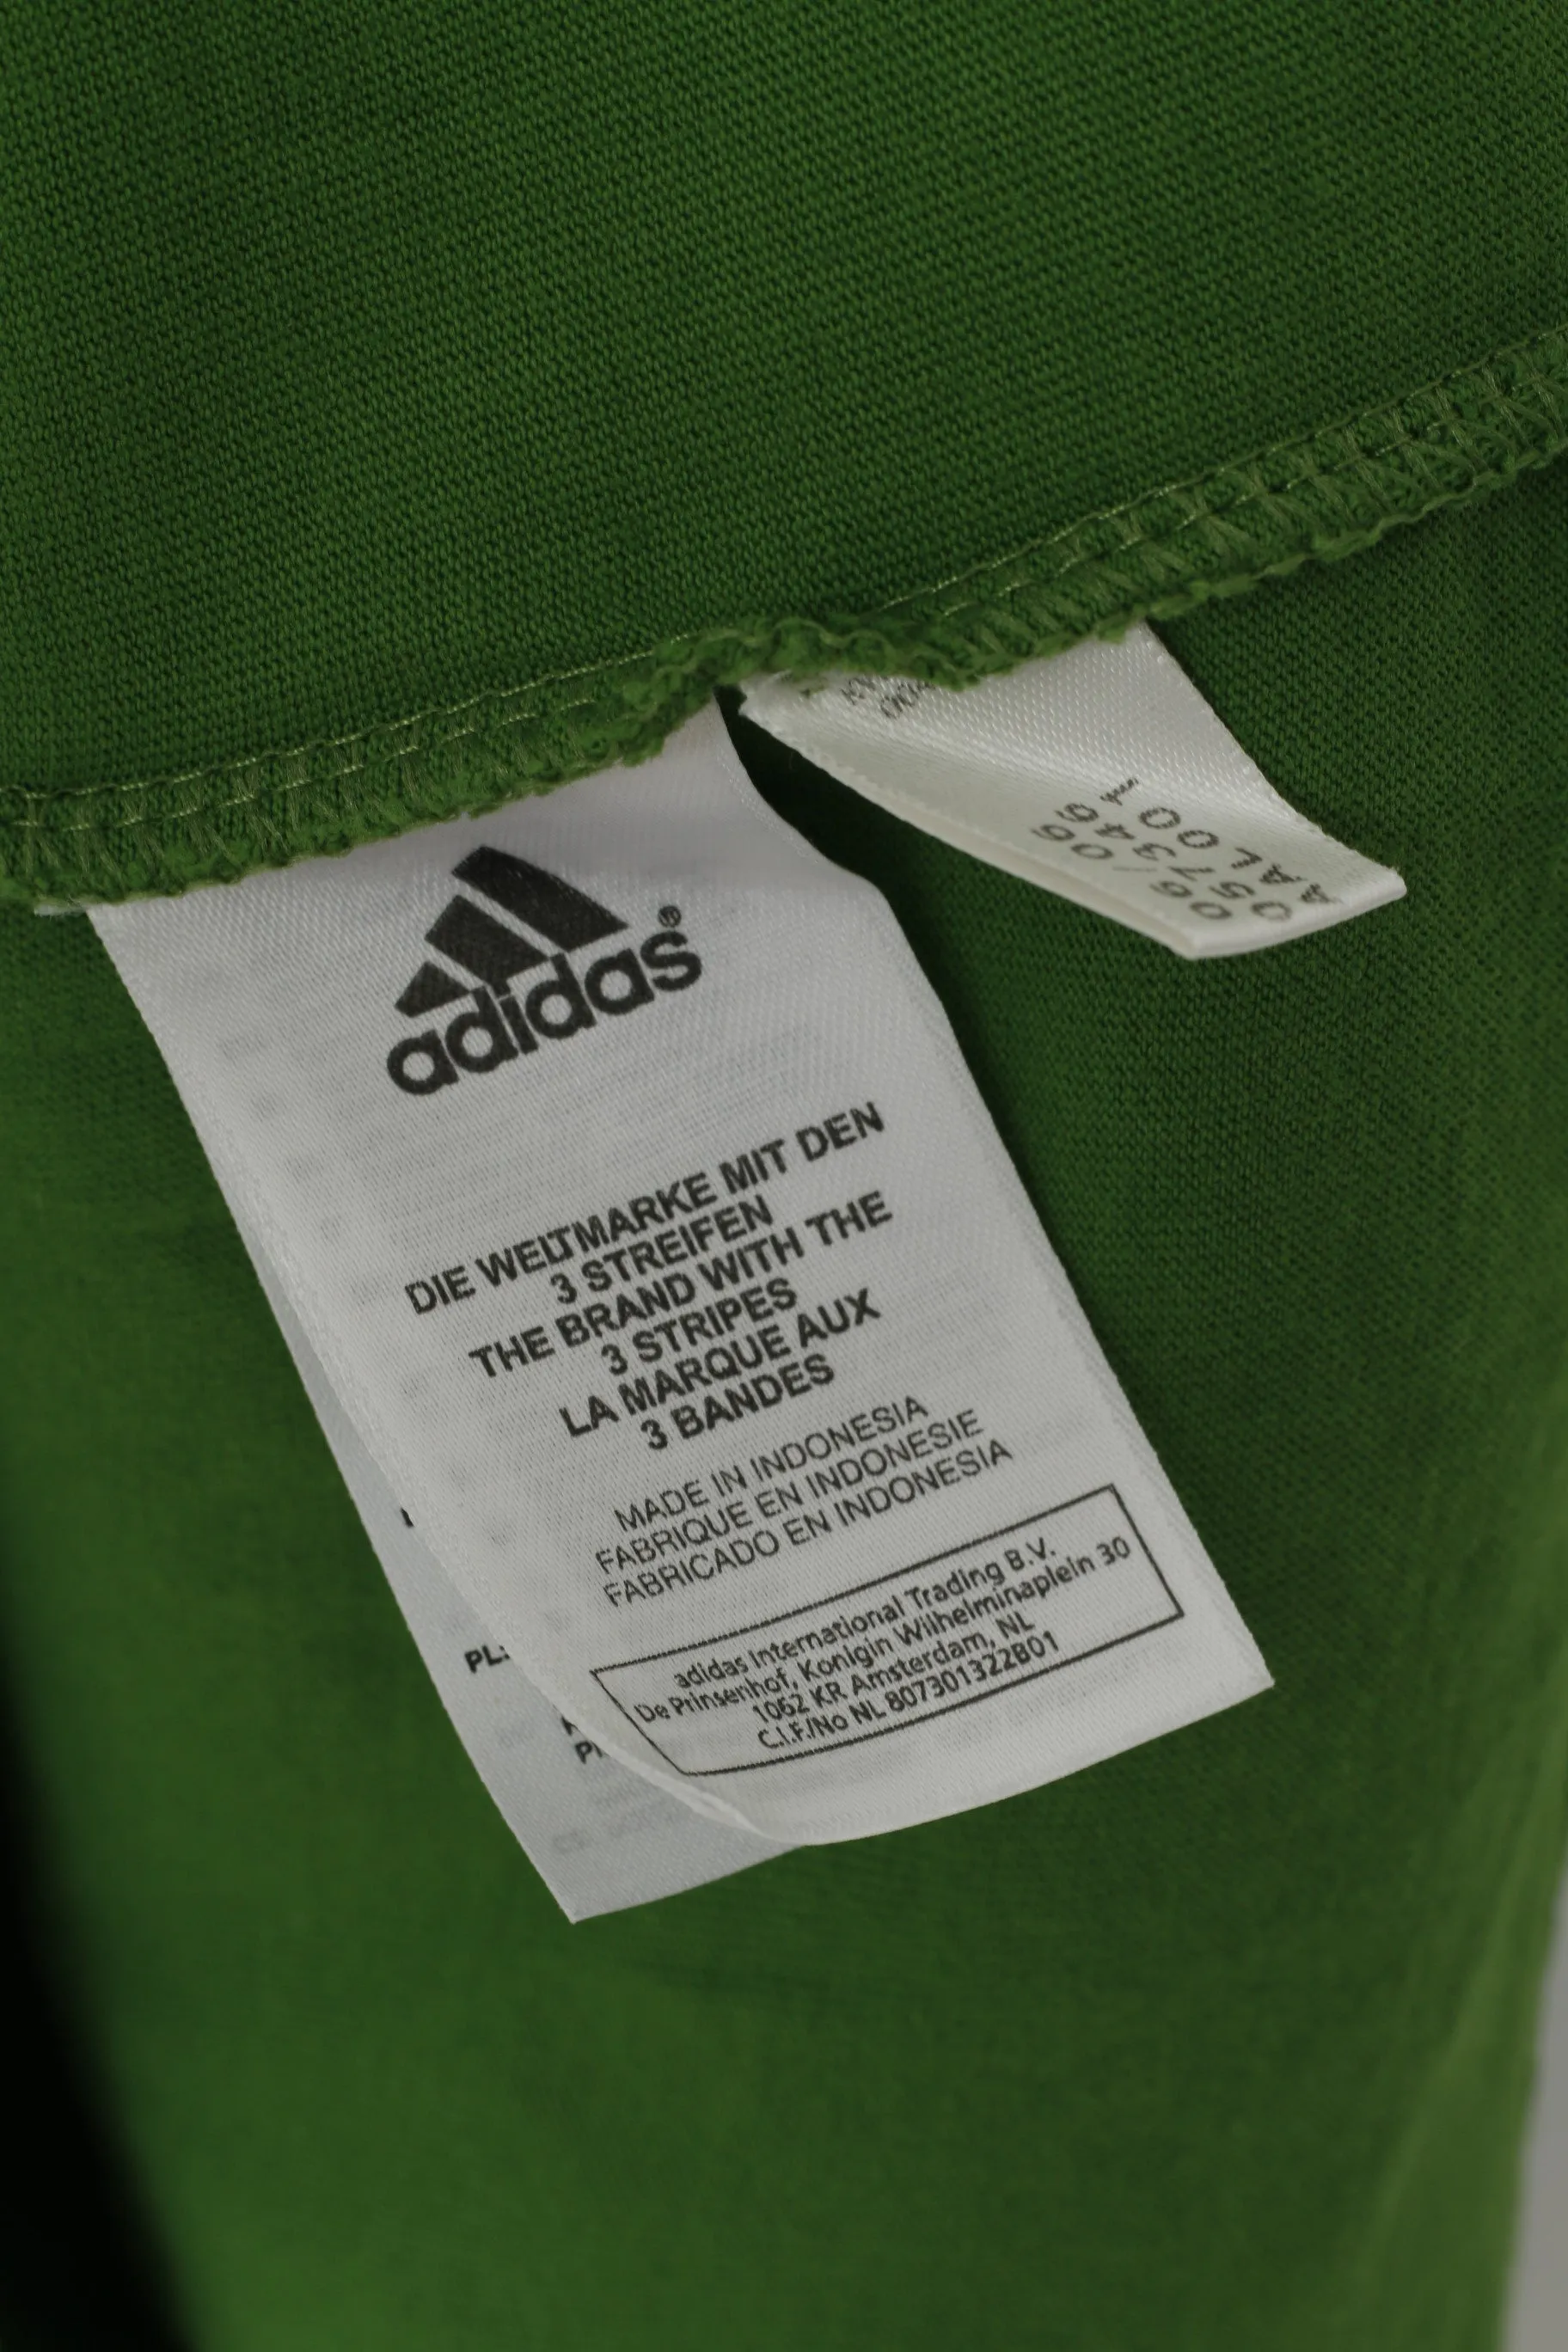 adidas®
DIE WELTMARKE MIT DEN
3 STREIFEN
THE BRAND WITH THE
3 STRIPES
LA MARQUE AUX
3 BANDES
MADE IN INDONESIA
FABRIQUE EN INDONESIE
FABRICADO EN INDONESIA
adidas International Trading B.V.
De Prinsenhof, Konigin Wilhelminaplein 30
1062 KR Amsterdam, NL
C.I.F./No NL 807301322B01
PL: